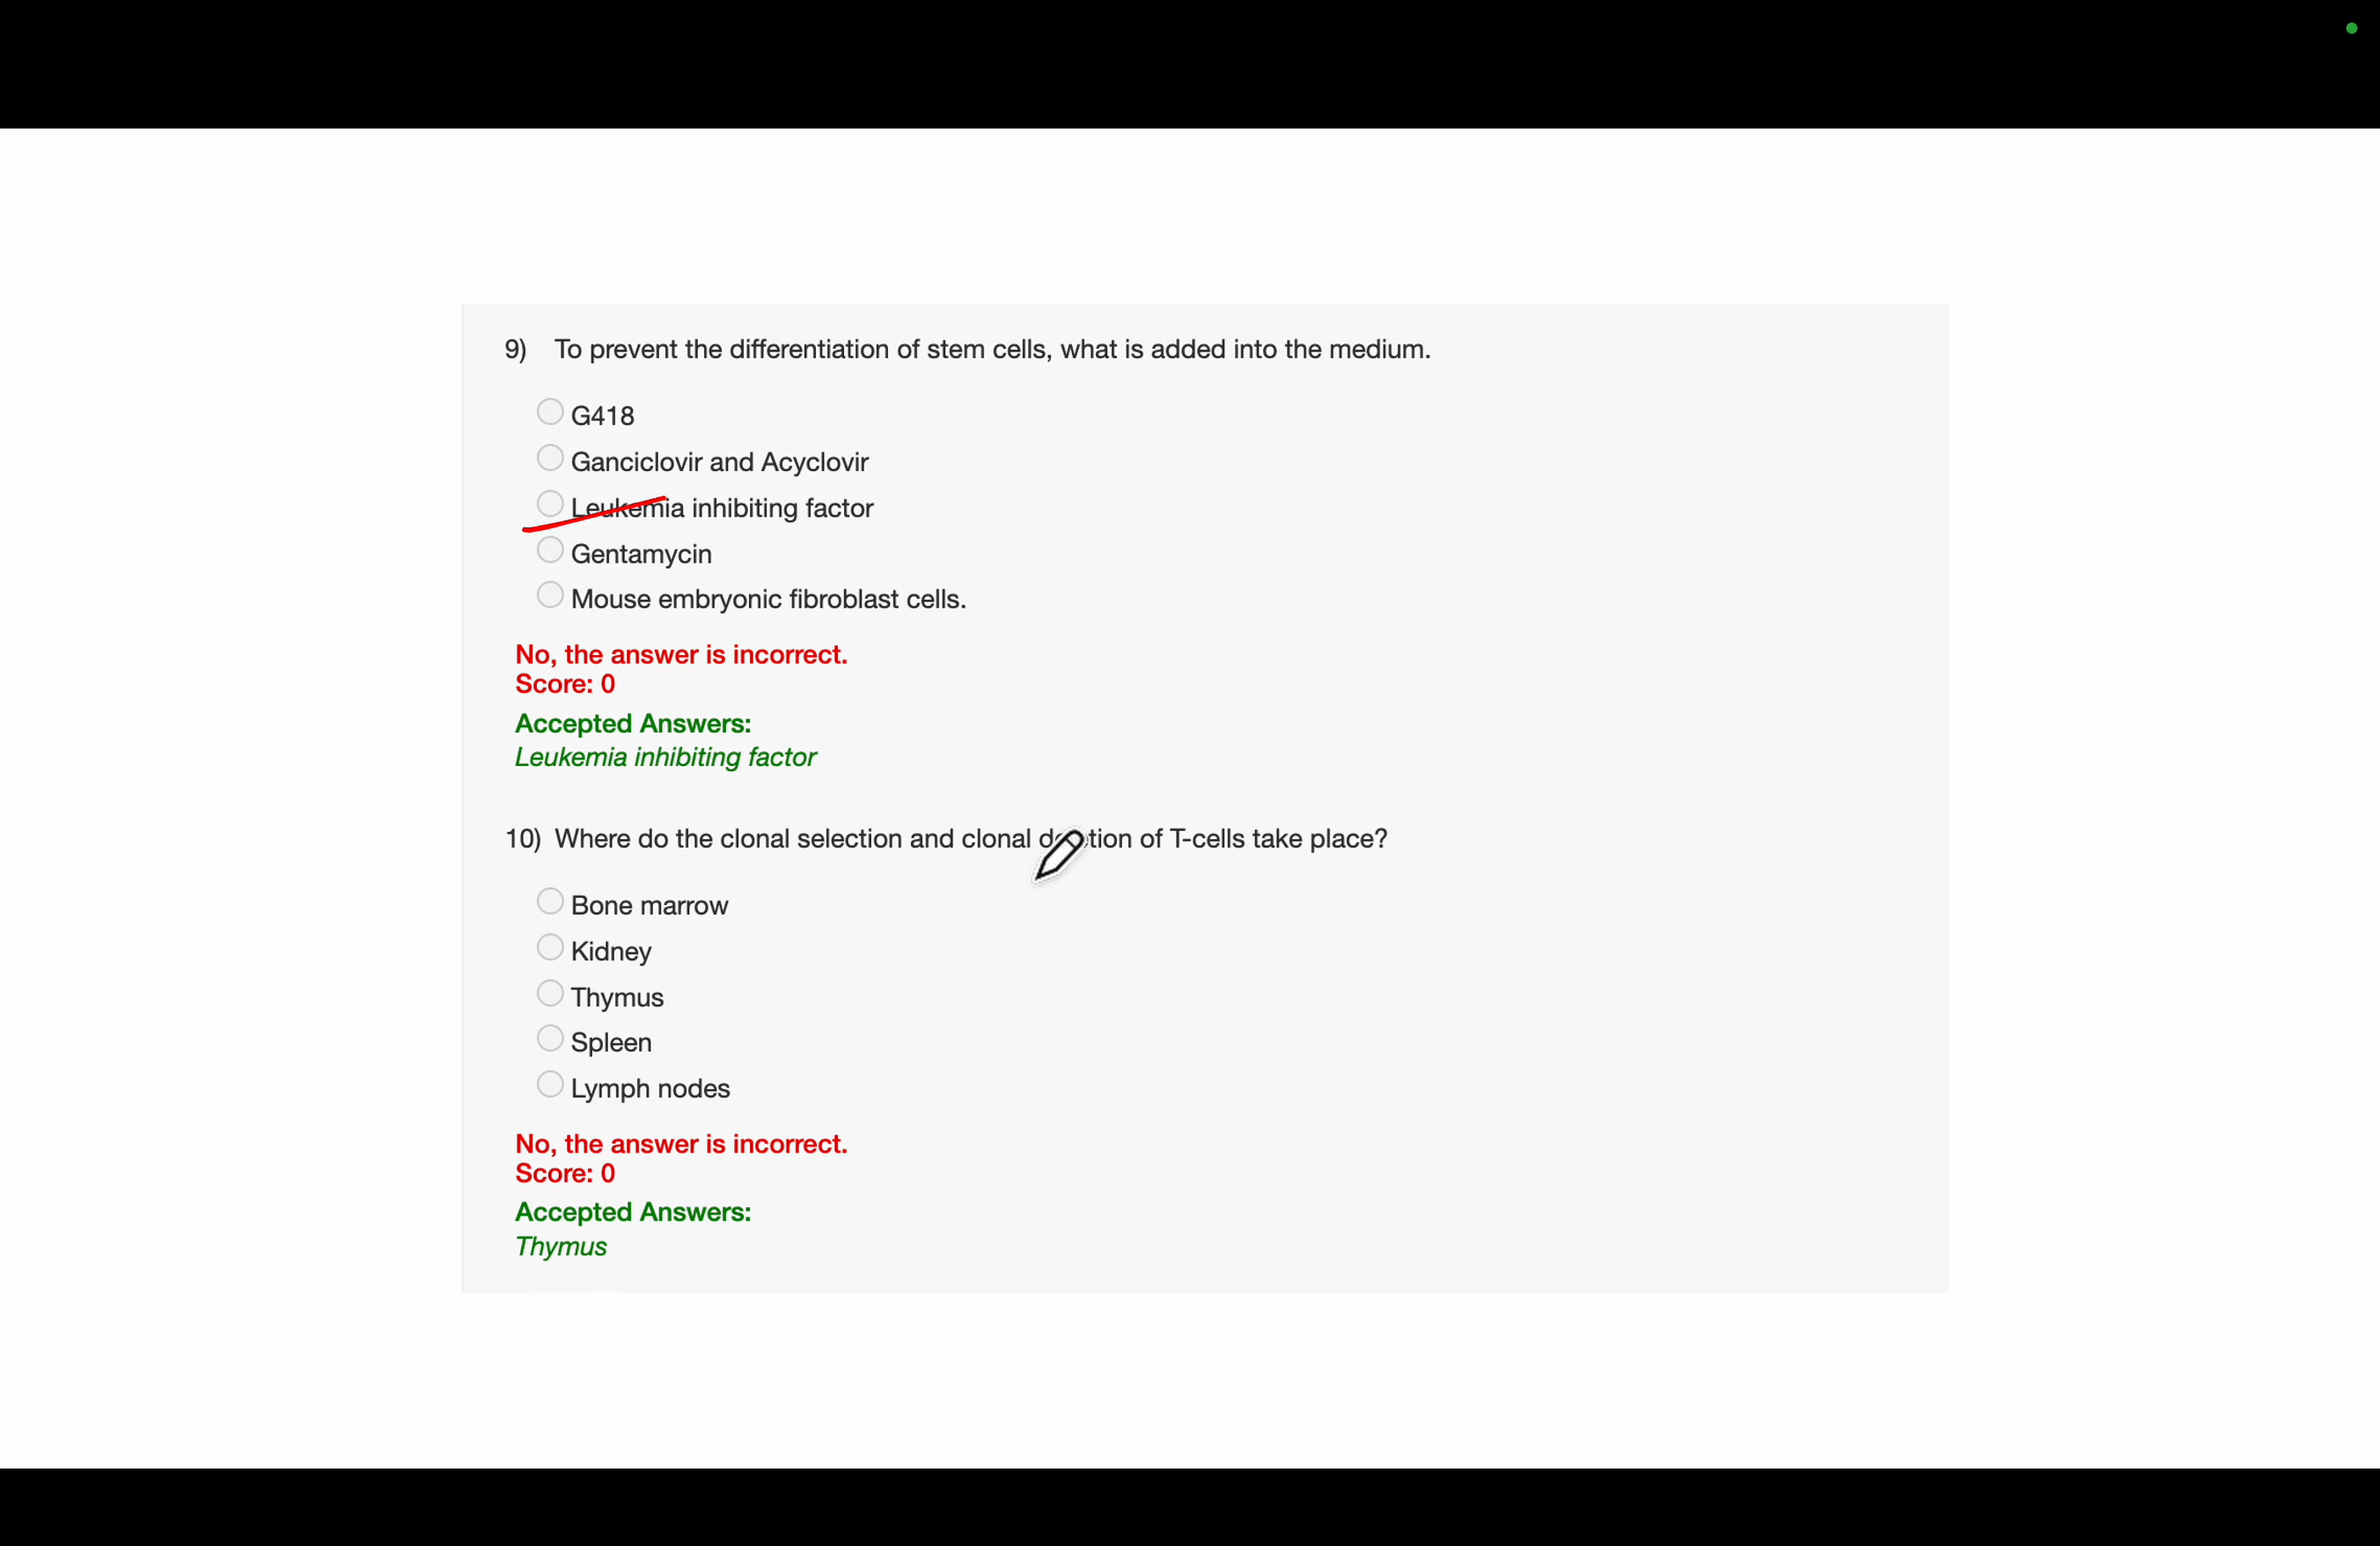 9) To prevent the differentiation of stem cells, what is added into the medium.
G418
Ganciclovir and Acyclovir
Leukemia inhibiting factor
Gentamycin
Mouse embryonic fibroblast cells.
No, the answer is incorrect.
Score: 0
Accepted Answers:
Leukemia inhibiting factor
10) Where do the clonal selection and clonal deletion of T-cells take place?
Bone marrow
Kidney
Thymus
Spleen
Lymph nodes
No, the answer is incorrect.
Score: 0
Accepted Answers:
Thymus